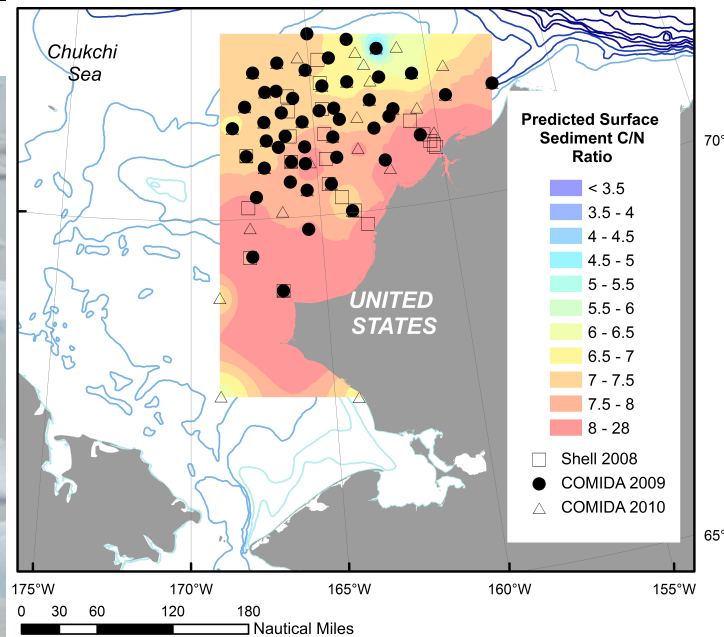 Chukchi
Sea
UNITED
STATES
Predicted Surface
Sediment C/N
Ratio
< 3.5
3.5 - 4
4 - 4.5
4.5 - 5
5 - 5.5
5.5 - 6
6 - 6.5
6.5 - 7
7 - 7.5
7.5 - 8
8 - 28
Shell 2008
COMIDA 2009
COMIDA 2010
70°
65°
175°W 170°W 165°W 160°W 155°W
0 30 60 120 180
Nautical Miles